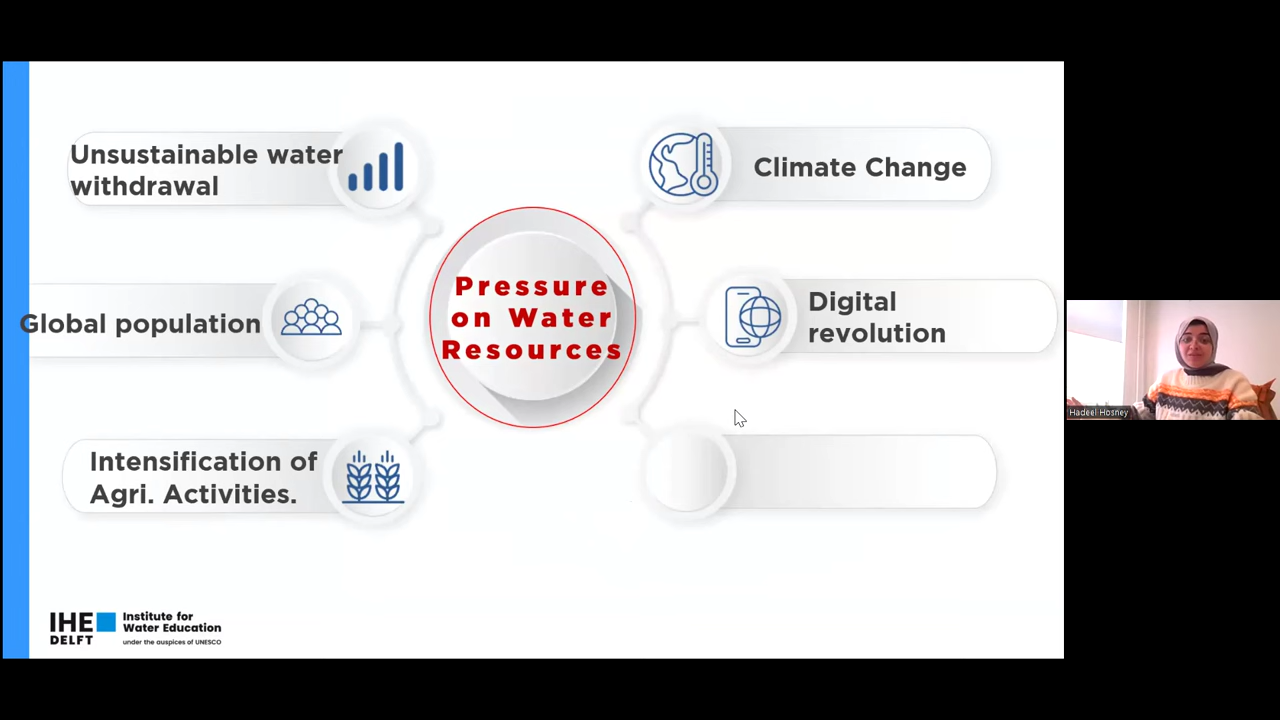 Unsustainable water
withdrawal
Global population
Intensification of
Agri. Activities.
Pressure
on Water
Resources
Climate Change
Digital
revolution
IHE
DELFT
Institute for
Water Education
under the auspices of UNESCO
Hadeel Hosney